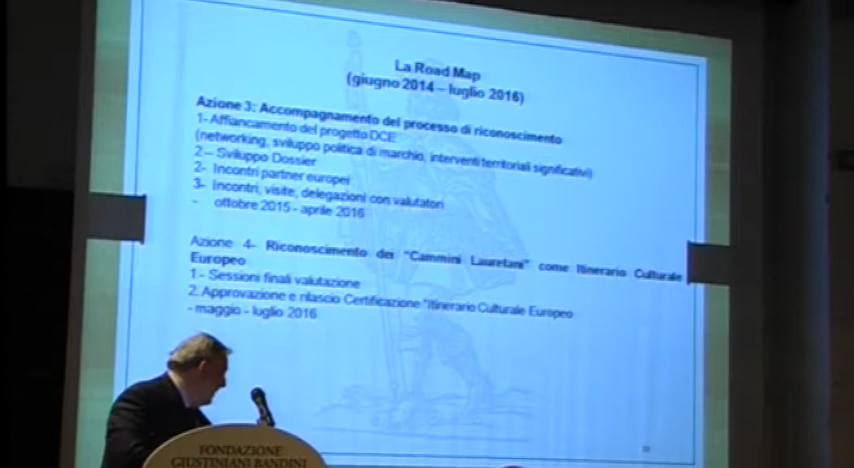 La Road Map
(giugno 2014 – luglio 2016)
Azione 3: Accompagnamento del processo di riconoscimento
1- Affiancamento del progetto DCE
(networking, sviluppo politica di marchio, interventi territoriali significativi)
2 – Sviluppo Dossier
2- Incontri partner europei
3- Incontri, visite, delegazioni con valutatori
- ottobre 2015 - aprile 2016
Azione 4- Riconoscimento dei "Cammini Lauretani" come Itinerario Culturale
Europeo
1 - Sessioni finali valutazione
2. Approvazione e rilascio Certificazione "Itinerario Culturale Europeo
- maggio - luglio 2016
FONDAZIONE
GIUSTINIANI BANDINI